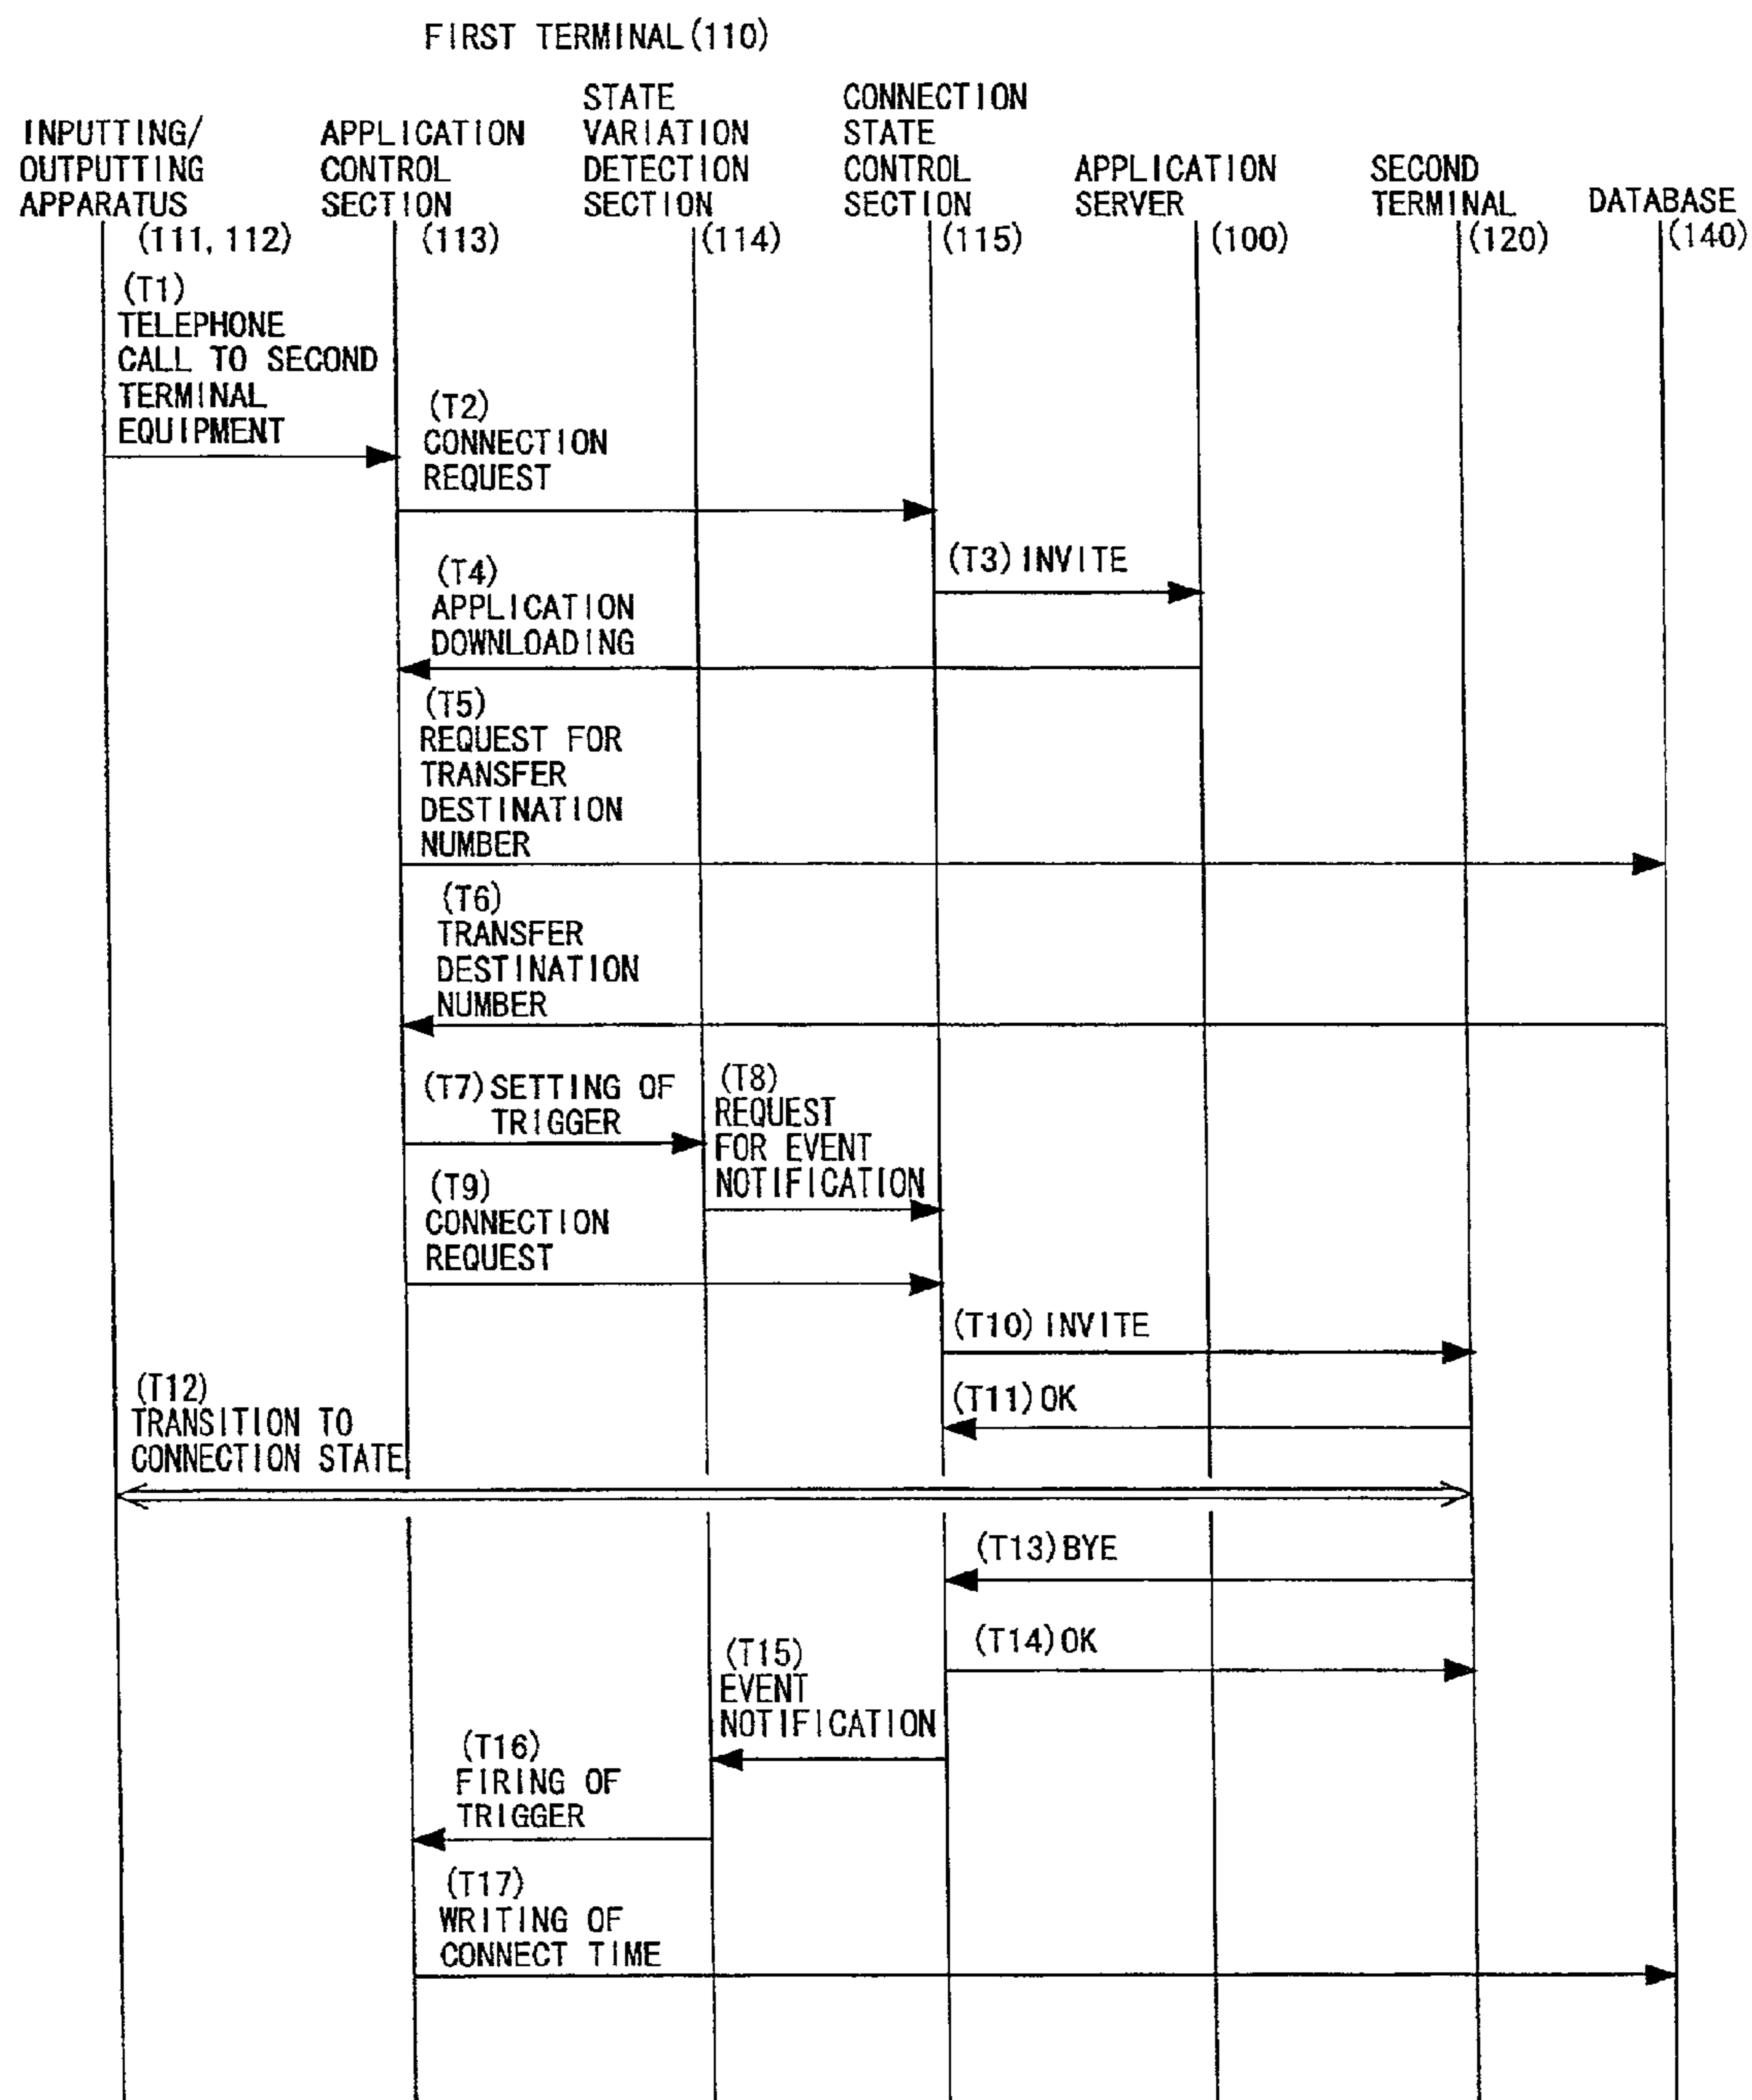 FIRST TERMINAL(110)
INPUTTING/
OUTPUTTING
APPARATUS
(111, 112)
APPLICATION
CONTROL
SECTION
(113)
STATE
VARIATION
DETECTION
SECTION
(114)
CONNECTION
STATE
CONTROL
SECTION
(115)
APPLICATION
SERVER
(100)
SECOND
TERMINAL
(120)
DATABASE
(140)
(T1)
TELEPHONE
CALL TO SECOND
TERMINAL
EQUIPMENT
(T2)
CONNECTION
REQUEST
(T3) INVITE
(T4)
APPLICATION
DOWNLOADING
(T5)
REQUEST FOR
TRANSFER
DESTINATION
NUMBER
(T6)
TRANSFER
DESTINATION
NUMBER
(T7) SETTING OF
TRIGGER
(T8)
REQUEST
FOR EVENT
NOTIFICATION
(T9)
CONNECTION
REQUEST
(T10) INVITE
(T11) OK
(T12)
TRANSITION TO
CONNECTION STATE
(T13) BYE
(T14) OK
(T15)
EVENT
NOTIFICATION
(T16)
FIRING OF
TRIGGER
(T17)
WRITING OF
CONNECT TIME